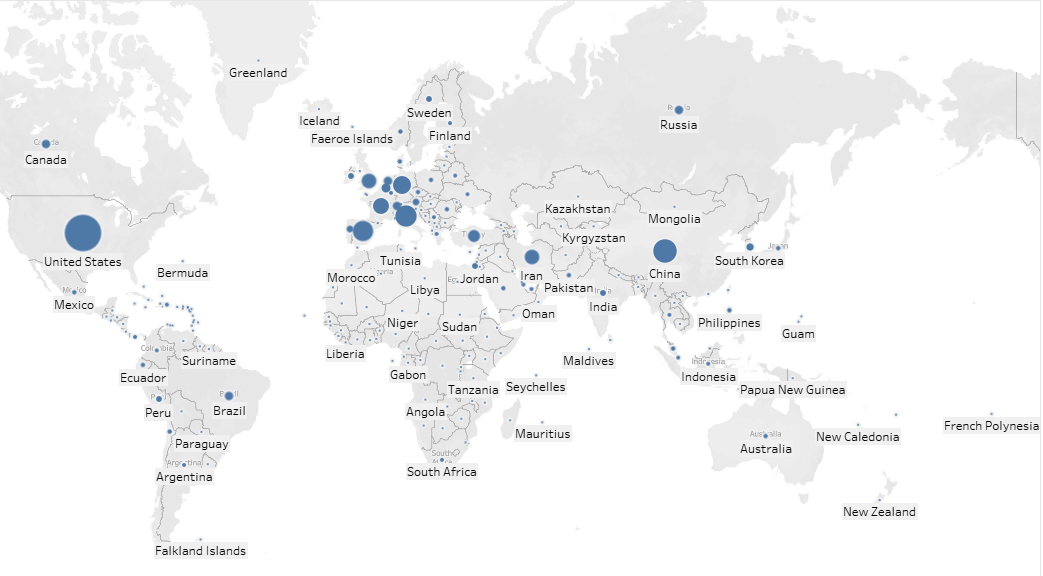 Greenland
Iceland
Sweden
Faeroe Islands
Finland
Russia
Canada
Kazakhstan
Mongolia
Kyrgyzstan
United States
Tunisia
South Korea
Bermuda
Morocco
Jordan
Iran
China
Libya
Pakistan
Mexico
Oman
India
Niger
Sudan
Philippines
Guam
Liberia
Suriname
Maldives
Ecuador
Gabon
Indonesia
Tanzania
Seychelles
Papua New Guinea
Peru
Brazil
Angola
French Polynesia
Paraguay
Mauritius
New Caledonia
Australia
South
South Africa
Argentina
New Zealand
Falkland Islands